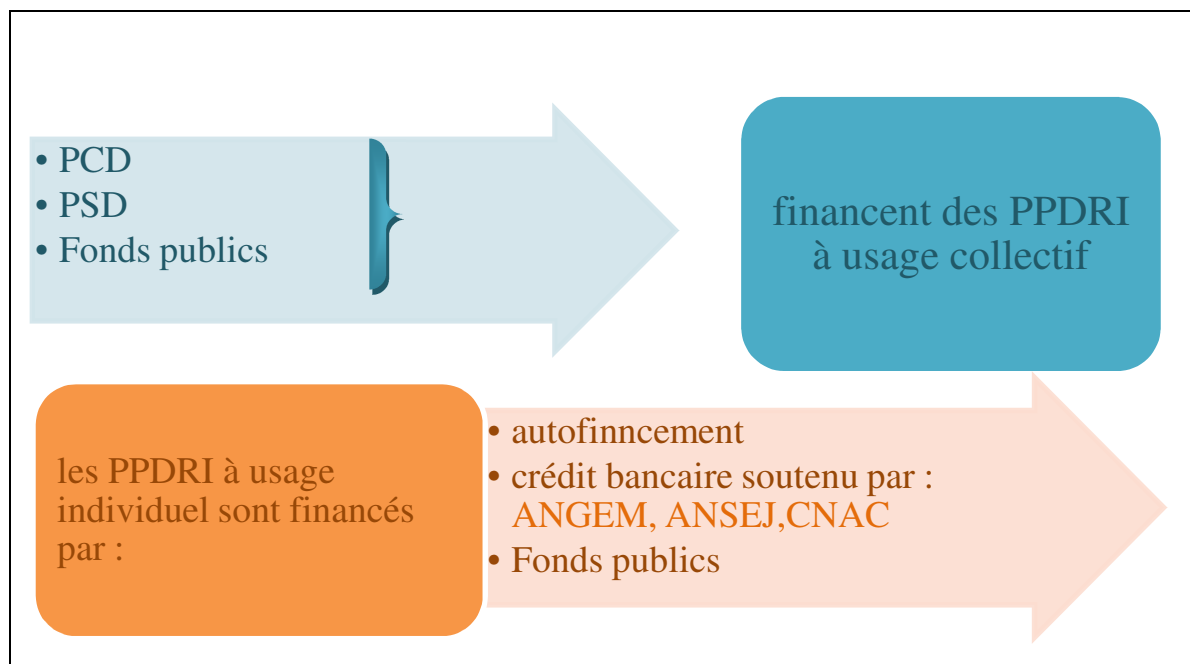 • PCD
• PSD
• Fonds publics
financent des PPDRI
à usage collectif
les PPDRI à usage
individuel sont financés
par :
• autofinncement
• crédit bancaire soutenu par :
ANGEM, ANSEJ,CNAC
• Fonds publics